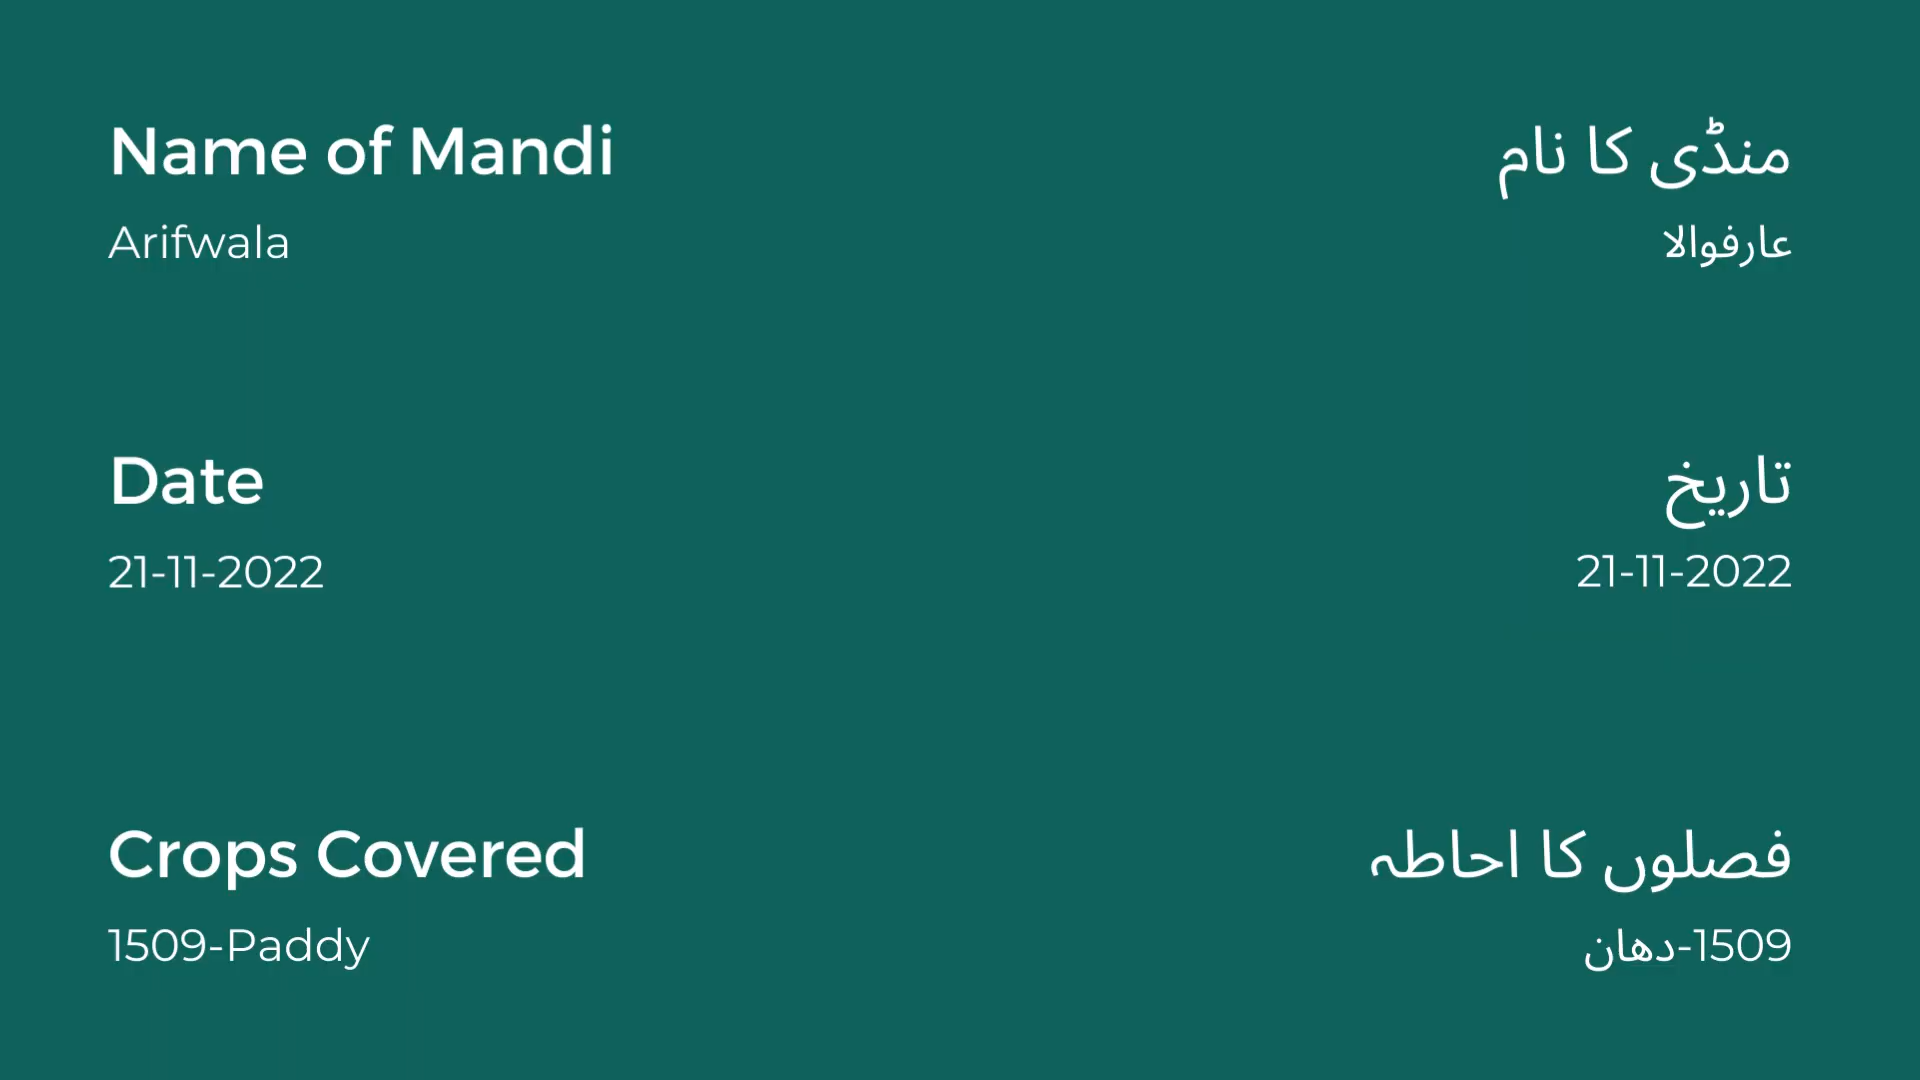 Name of Mandi
منڈی کا نام
Arifwala
عارفوالا
Date
تاریخ
21-11-2022
21-11-2022
Crops Covered
فصلوں کا احاطہ
1509-Paddy
1509-دھان